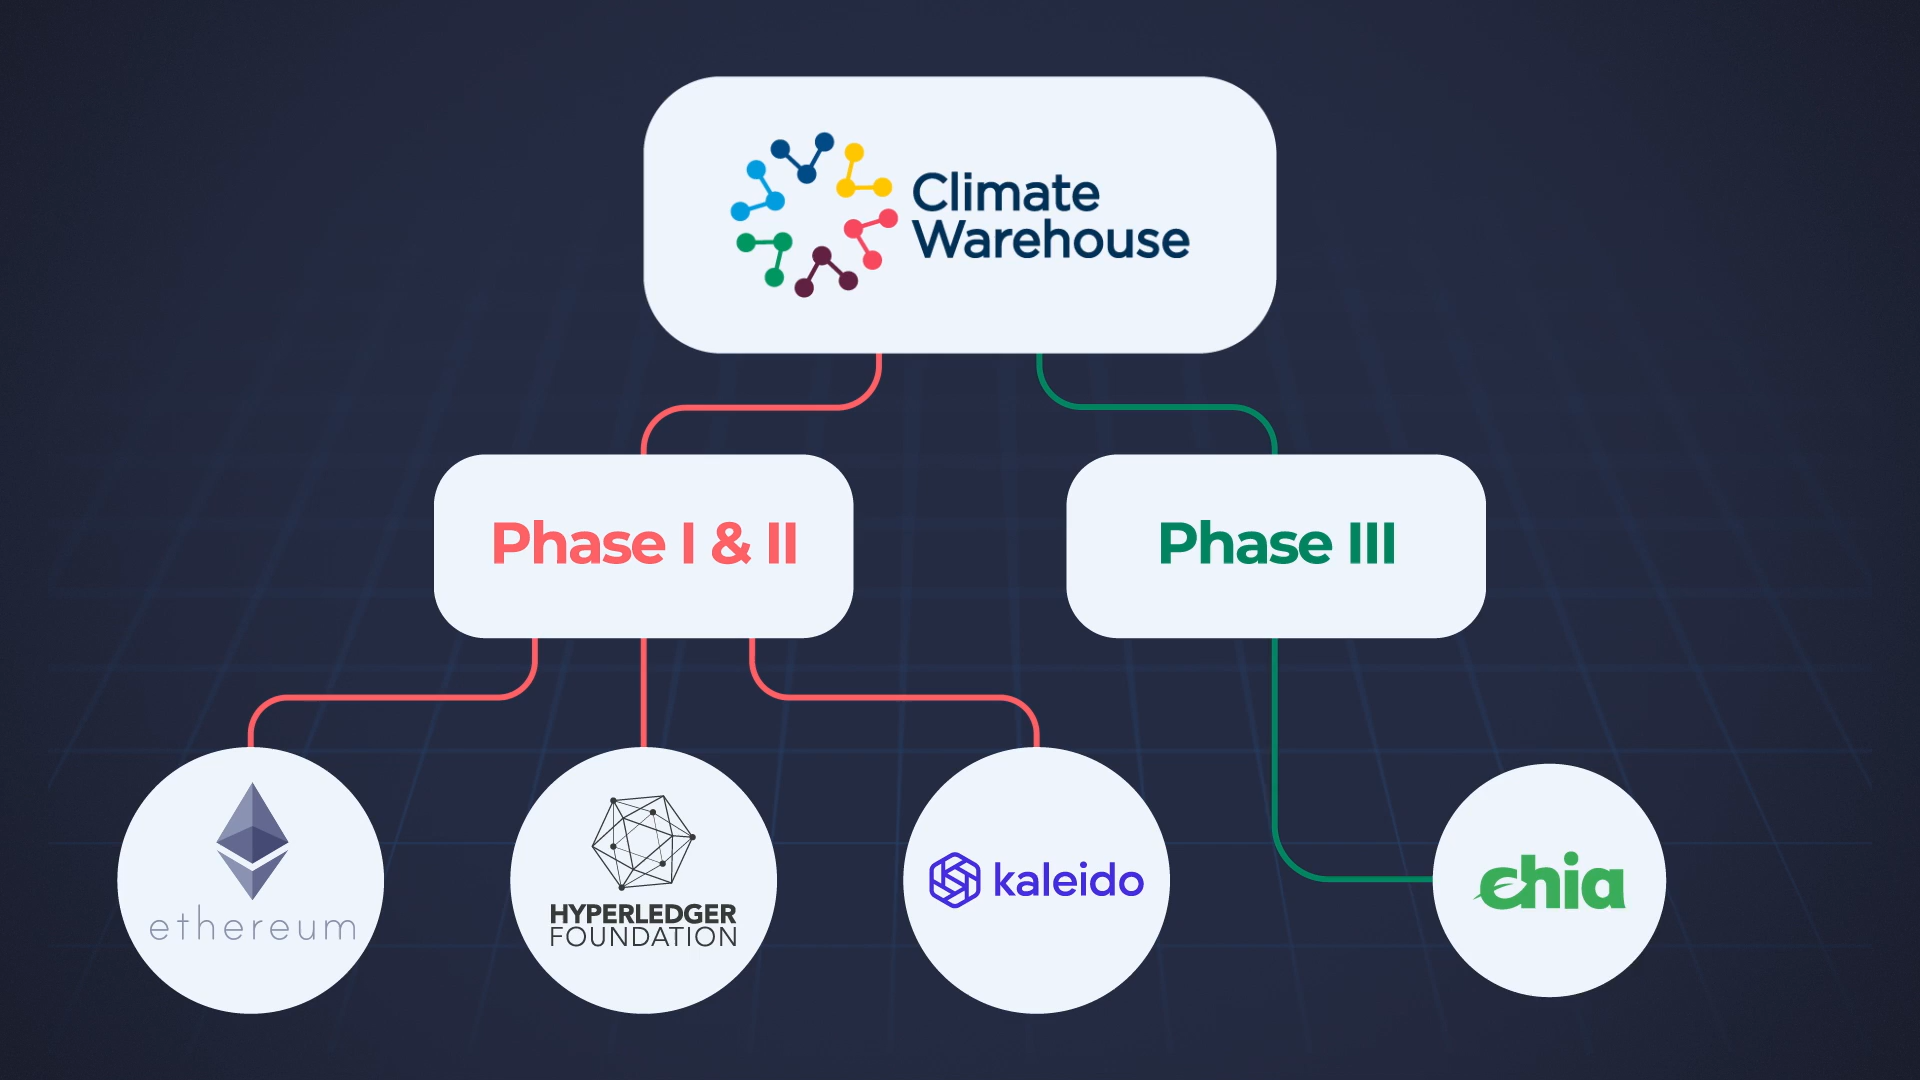 Climate
Warehouse
Phase I & II
Phase III
ethereum
HYPERLEDGER
FOUNDATION
kaleido
chia